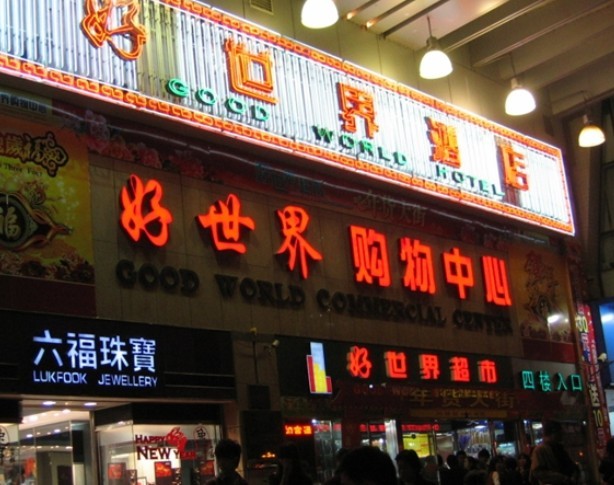 好世界酒店
GOOD WORLD HOTEL
好世界购物中心
GOOD WORLD COMMERCIAL CENTER
六福珠寶
LUKFOOK JEWELLERY
好世界超市
四楼入口
HAPPY
NEW YEAR